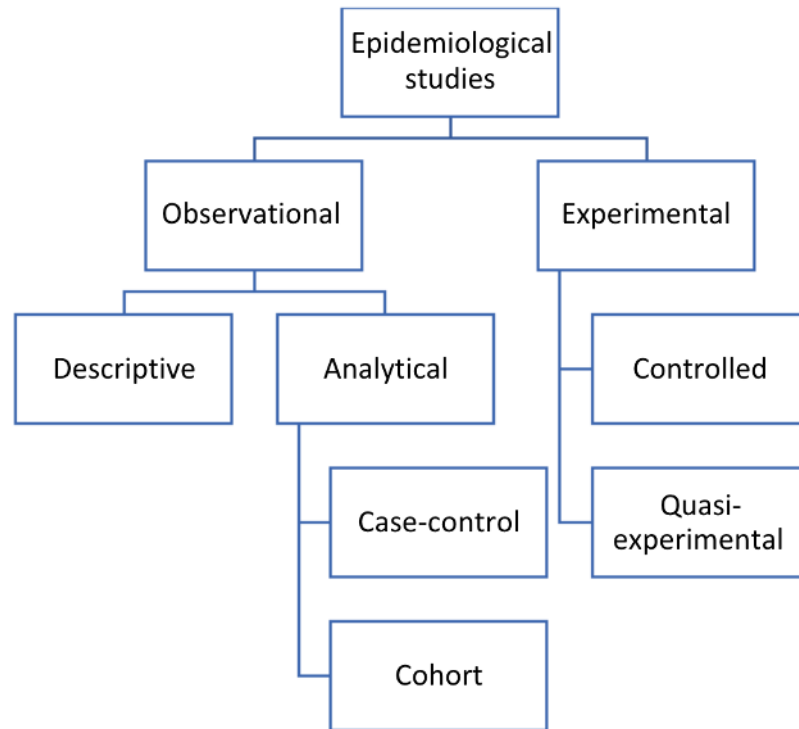 Epidemiological
studies
Observational
Experimental
Descriptive
Analytical
Controlled
Case-control
Quasi-
experimental
Cohort